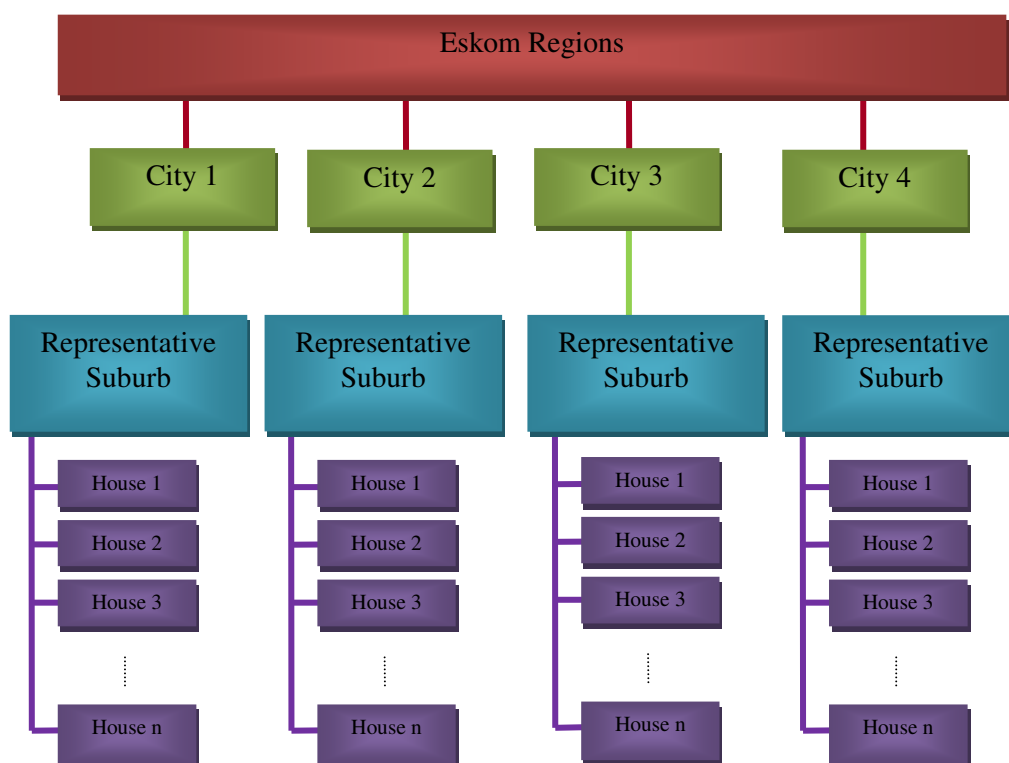 Eskom Regions
City 1
City 2
City 3
City 4
Representative
Suburb
Representative
Suburb
Representative
Suburb
Representative
Suburb
House 1
House 2
House 3
House n
House 1
House 2
House 3
House n
House 1
House 2
House 3
House n
House 1
House 2
House 3
House n